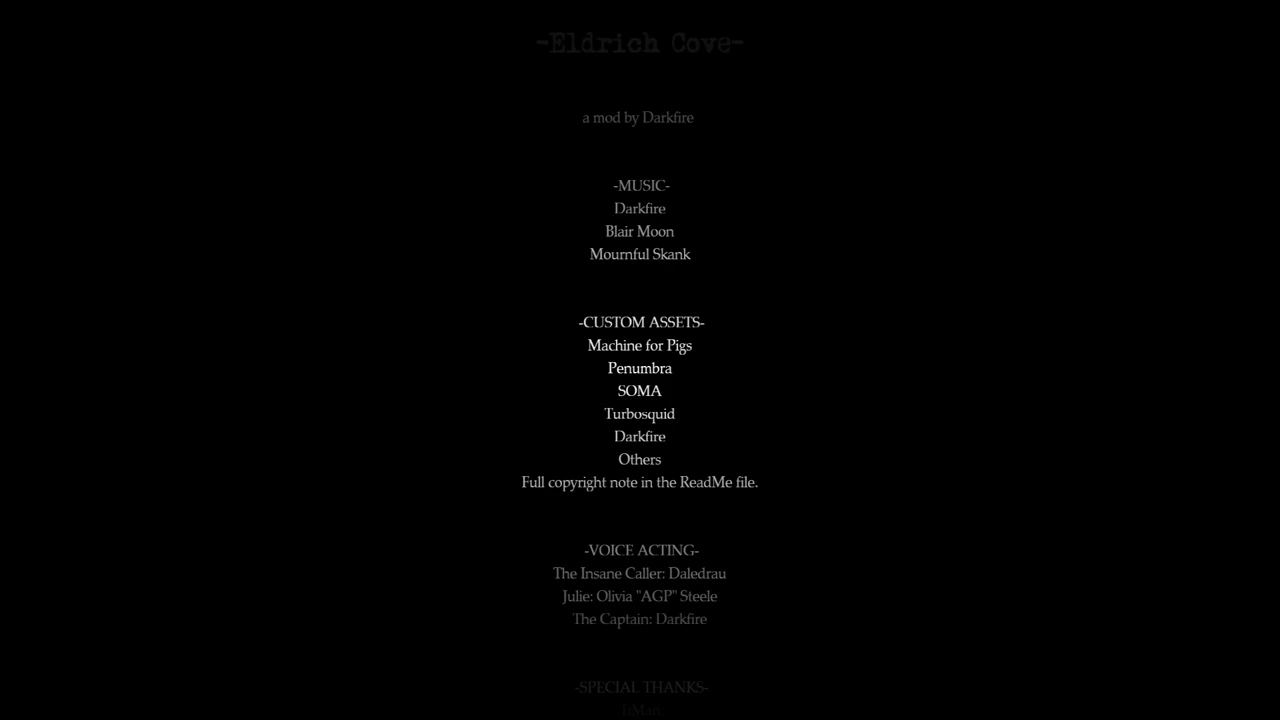 -Eldrich Cove-
a mod by Darkfire
-MUSIC-
Darkfire
Blair Moon
Mournful Skank
-CUSTOM ASSETS-
Machine for Pigs
Penumbra
SOMA
Turbosquid
Darkfire
Others
Full copyright note in the ReadMe file.
-VOICE ACTING-
The Insane Caller: Daledrau
Julie: Olivia "AGP" Steele
The Captain: Darkfire
-SPECIAL THANKS-